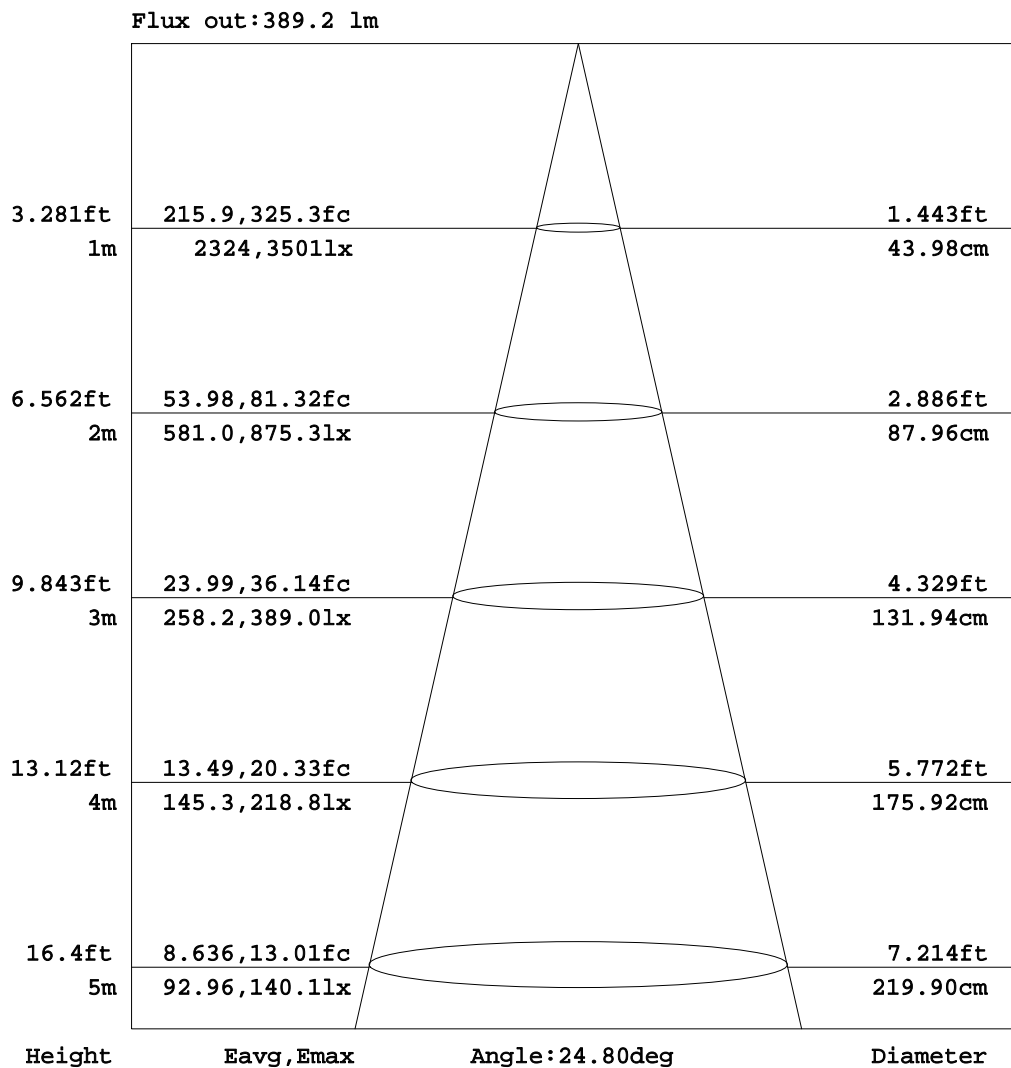 Flux out:389.2 lm
3.281ft 215.9,325.3fc 1.443ft
1m 2324,3501lx 43.98cm
6.562ft 53.98,81.32fc 2.886ft
2m 581.0,875.3lx 87.96cm
9.843ft 23.99,36.14fc 4.329ft
3m 258.2,389.0lx 131.94cm
13.12ft 13.49,20.33fc 5.772ft
4m 145.3,218.8lx 175.92cm
16.4ft 8.636,13.01fc 7.214ft
5m 92.96,140.1lx 219.90cm
Height Eavg,Emax Angle:24.80deg Diameter